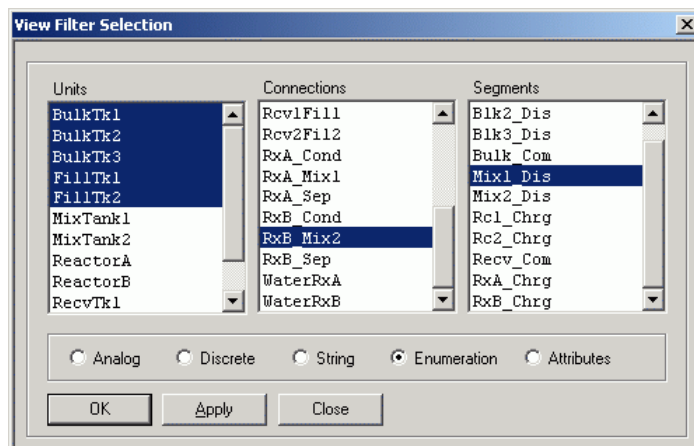 View Filter Selection
Units
BulkTk1
BulkTk2
BulkTk3
FillTk1
FillTk2
MixTank1
MixTank2
ReactorA
ReactorB
RecvTk1
Connections
Rcv1Fil1
Rcv2Fil2
RxA_Cond
RxA_Mix1
RxA_Sep
RxB_Cond
RxB_Mix2
RxB_Sep
WaterRxA
WaterRxB
Segments
Blk2_Dis
Blk3_Dis
Bulk_Com
Mix1_Dis
Mix2_Dis
Rc1_Chrg
Rc2_Chrg
Recv_Com
RxA_Chrg
RxB_Chrg
Analog Discrete String Enumeration Attributes
OK Apply Close